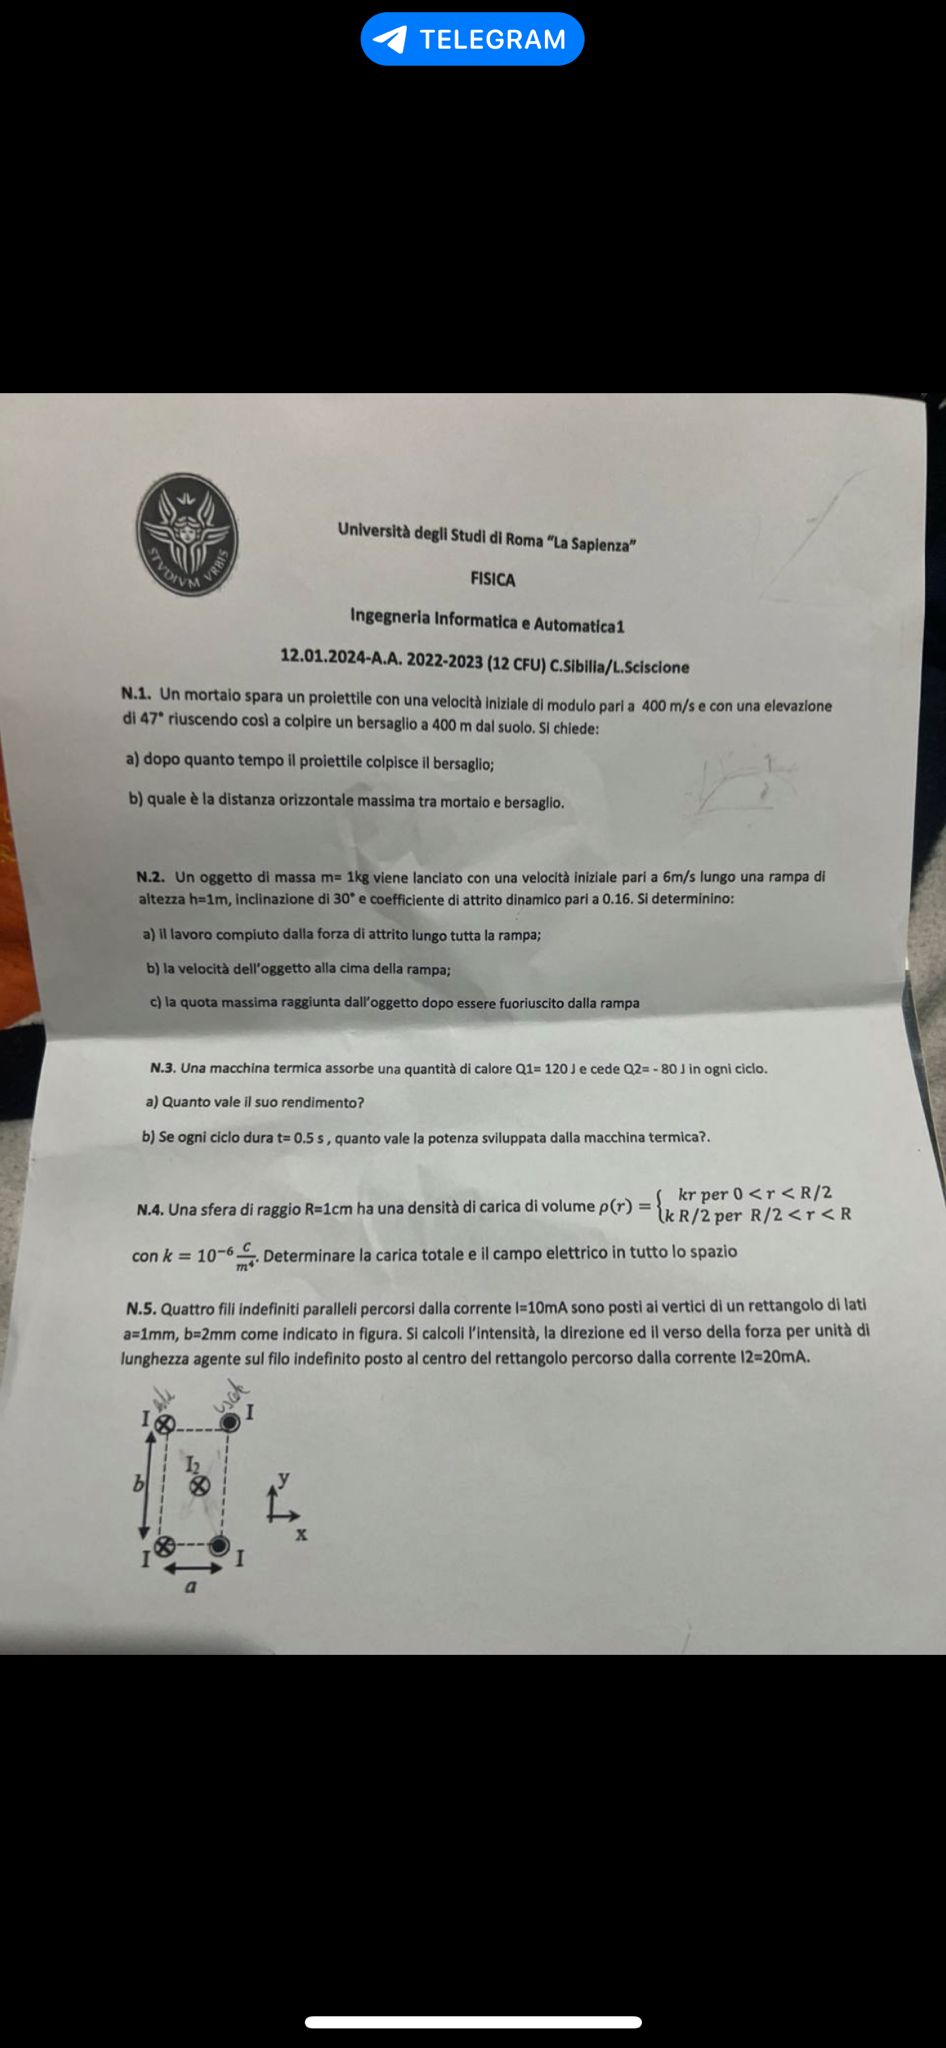 TELEGRAM
STVDIVM VRBIS
Università degli Studi di Roma "La Sapienza"
FISICA
Ingegneria Informatica e Automatica1
12.01.2024-A.A. 2022-2023 (12 CFU) C.Sibilia/L.Sciscione
N.1. Un mortaio spara un proiettile con una velocità iniziale di modulo pari a 400 m/s e con una elevazione
di 47° riuscendo così a colpire un bersaglio a 400 m dal suolo. Si chiede:
a) dopo quanto tempo il proiettile colpisce il bersaglio;
b) quale è la distanza orizzontale massima tra mortaio e bersaglio.
N.2. Un oggetto di massa m= 1kg viene lanciato con una velocità iniziale pari a 6m/s lungo una rampa di
altezza h=1m, inclinazione di 30° e coefficiente di attrito dinamico pari a 0.16. Si determinino:
a) il lavoro compiuto dalla forza di attrito lungo tutta la rampa;
b) la velocità dell'oggetto alla cima della rampa;
c) la quota massima raggiunta dall'oggetto dopo essere fuoriuscito dalla rampa
N.3. Una macchina termica assorbe una quantità di calore Q1= 120 J e cede Q2= - 80 J in ogni ciclo.
a) Quanto vale il suo rendimento?
b) Se ogni ciclo dura t= 0.5 s , quanto vale la potenza sviluppata dalla macchina termica?.
N.4. Una sfera di raggio R=1cm ha una densità di carica di volume ρ(r) = { kr per 0 < r < R/2
k R/2 per R/2 < r < R
con k = 10⁻⁶ C/m⁴. Determinare la carica totale e il campo elettrico in tutto lo spazio
N.5. Quattro fili indefiniti paralleli percorsi dalla corrente I=10mA sono posti ai vertici di un rettangolo di lati
a=1mm, b=2mm come indicato in figura. Si calcoli l'intensità, la direzione ed il verso della forza per unità di
lunghezza agente sul filo indefinito posto al centro del rettangolo percorso dalla corrente I2=20mA.
I I
I₂
b
y
x
I I
a